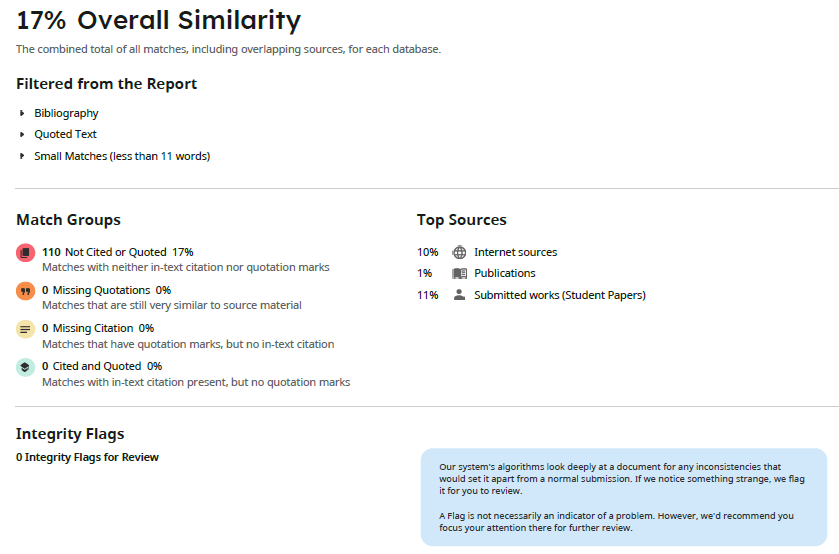 17% Overall Similarity
The combined total of all matches, including overlapping sources, for each database.
Filtered from the Report
Bibliography
Quoted Text
Small Matches (less than 11 words)
Match Groups
110 Not Cited or Quoted 17%
Matches with neither in-text citation nor quotation marks
0 Missing Quotations 0%
Matches that are still very similar to source material
0 Missing Citation 0%
Matches that have quotation marks, but no in-text citation
0 Cited and Quoted 0%
Matches with in-text citation present, but no quotation marks
Top Sources
10% Internet sources
1% Publications
11% Submitted works (Student Papers)
Integrity Flags
0 Integrity Flags for Review
Our system's algorithms look deeply at a document for any inconsistencies that
would set it apart from a normal submission. If we notice something strange, we flag
it for you to review.
A Flag is not necessarily an indicator of a problem. However, we'd recommend you
focus your attention there for further review.